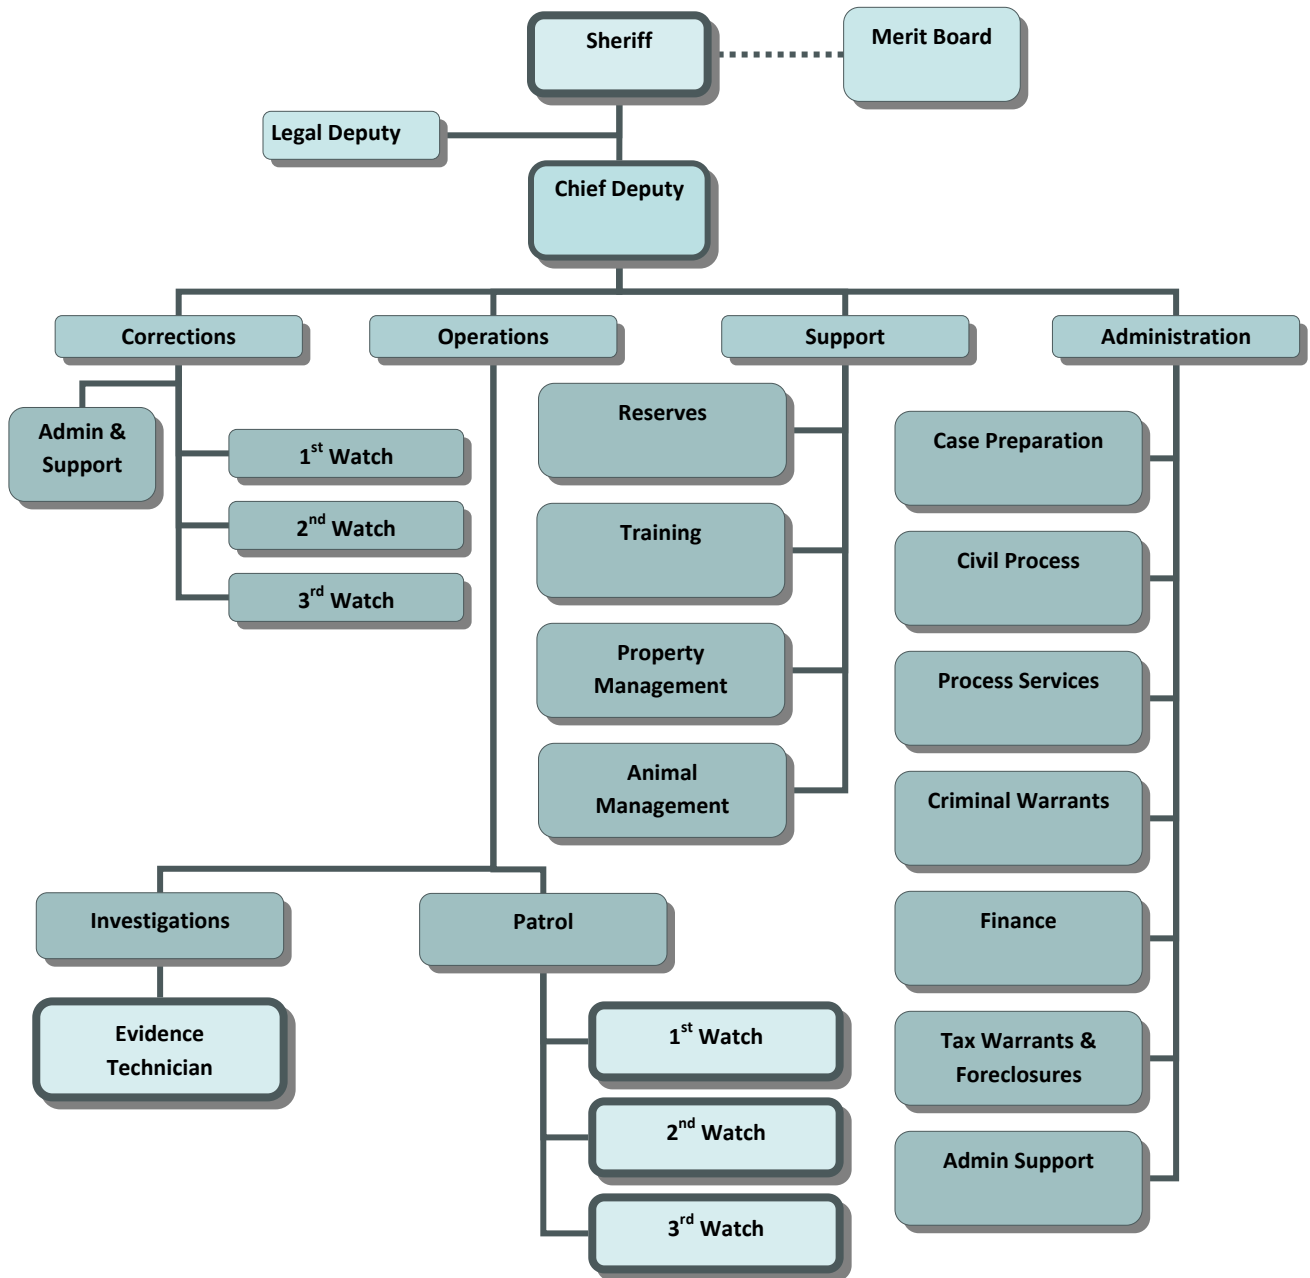 Sheriff
Merit Board
Legal Deputy
Chief Deputy
Corrections
Operations
Support
Administration
Admin &
Support
1st Watch
2nd Watch
3rd Watch
Reserves
Training
Property
Management
Animal
Management
Case Preparation
Civil Process
Process Services
Criminal Warrants
Finance
Tax Warrants &
Foreclosures
Admin Support
Investigations
Patrol
Evidence
Technician
1st Watch
2nd Watch
3rd Watch